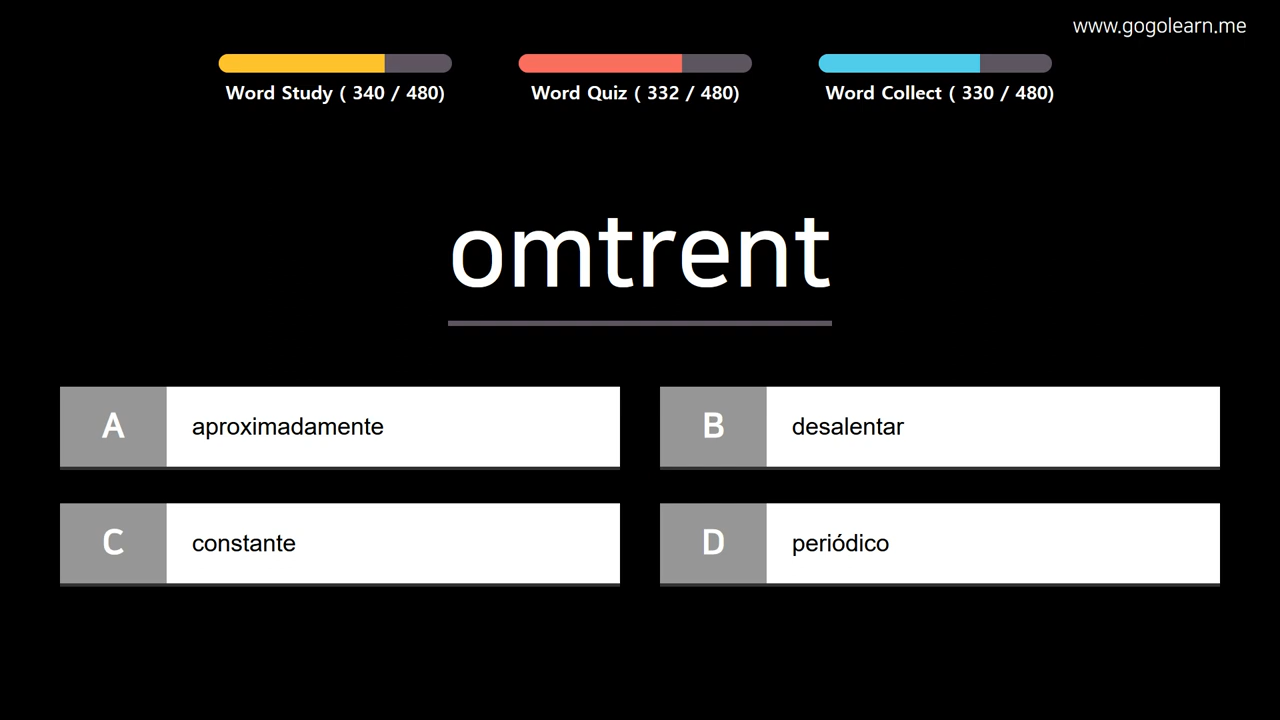 www.gogolearn.me
Word Study ( 340 / 480)
Word Quiz ( 332 / 480)
Word Collect ( 330 / 480)
omtrent
A aproximadamente
B desalentar
C constante
D periódico